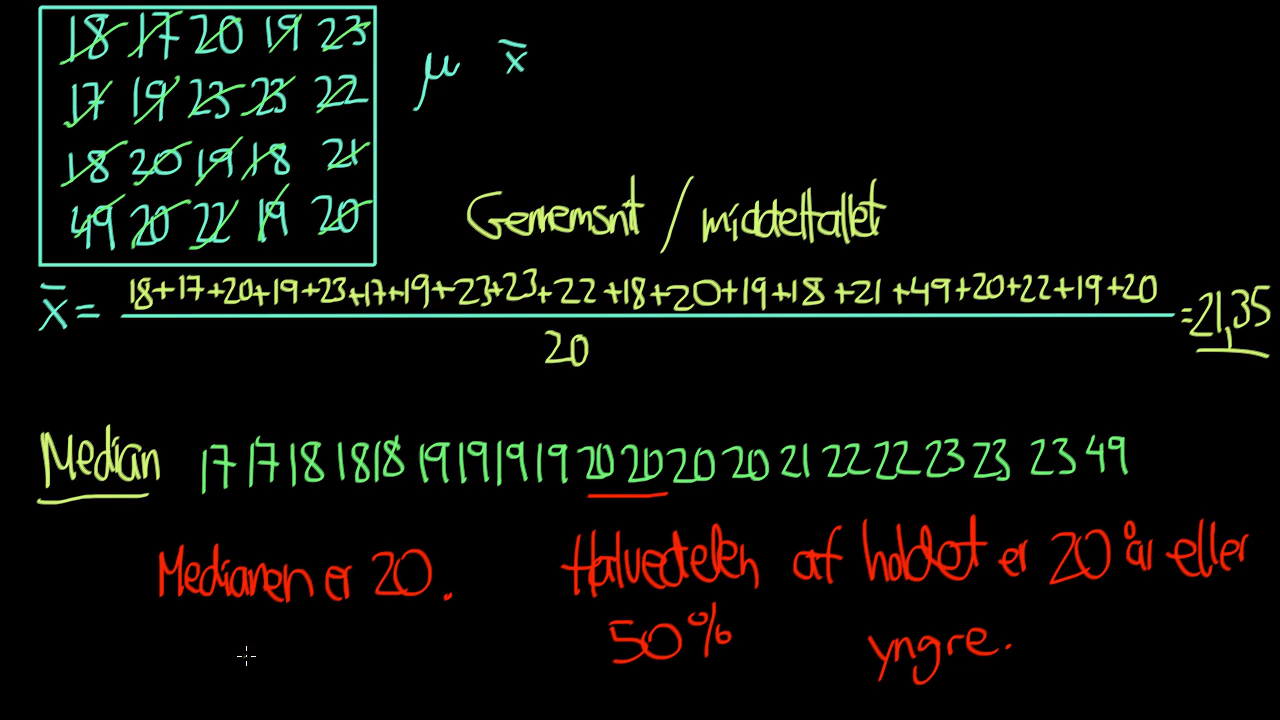 18 17 20 19 23
17 19 23 23 22
18 20 19 18 21
49 20 22 19 20
μ x̄
Gennemsnit / middeltallet
x̄ = 18+17+20+19+23+17+19+23+23+22+18+20+19+18+21+49+20+22+19+20 = 21,35
20
Median 17 17 18 18 18 19 19 19 19 20 20 20 20 21 22 22 23 23 23 49
Medianen er 20. Halvedelen af holdet er 20 år eller
50% yngre.